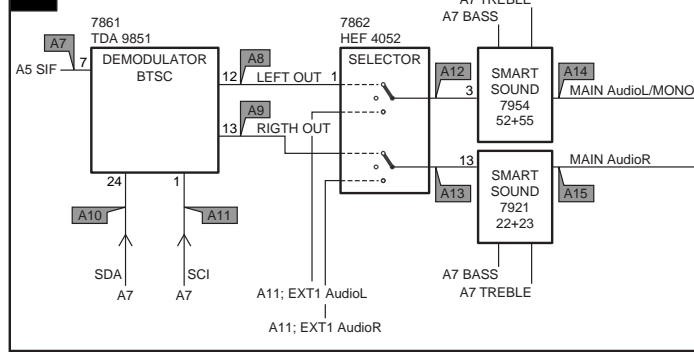 A7 TREBLE
A7 BASS
7861
TDA 9851
7862
HEF 4052
A7
A5 SIF
7
DEMODULATOR
BTSC
12
A8
LEFT OUT
1
SELECTOR
A12
3
SMART
SOUND
7954
52+55
A14
MAIN AudioL/MONO
A9
13
RIGTH OUT
13
A13
SMART
SOUND
7921
22+23
MAIN AudioR
A15
24
1
A10
A11
SDA
A7
SCI
A7
A11; EXT1 AudioL
A11; EXT1 AudioR
A7 BASS
A7 TREBLE